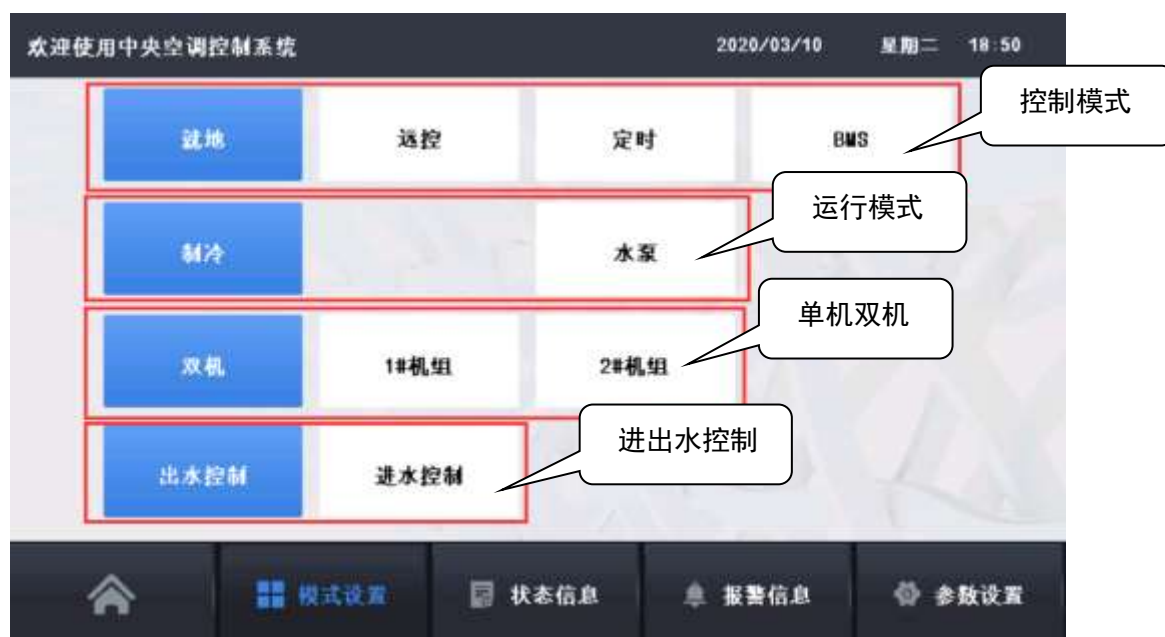 欢迎使用中央空调控制系统 2020/03/10 星期二 18:50
控制模式
就地 远控 定时 BMS
运行模式
制冷 水泵
单机双机
双机 1#机组 2#机组
进出水控制
出水控制 进水控制
模式设置 状态信息 报警信息 参数设置